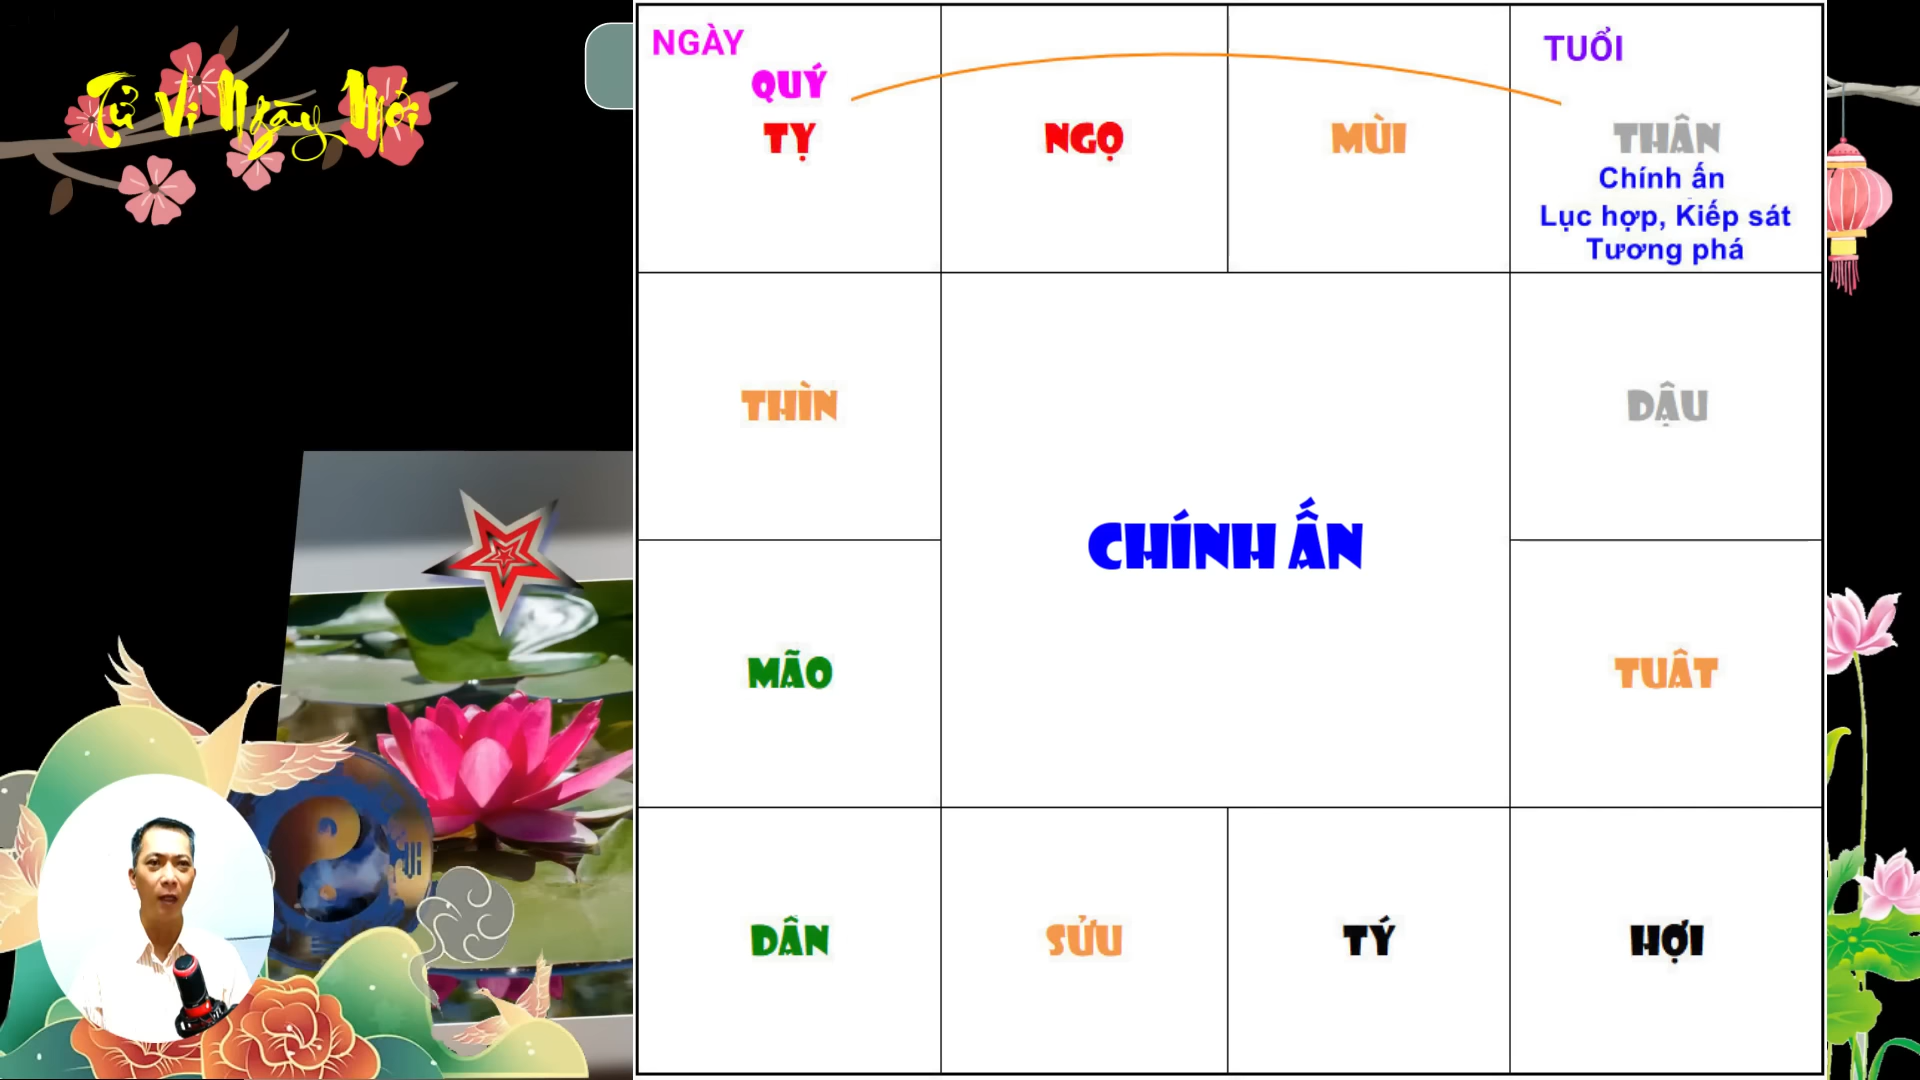 Tử Vi Ngày Mới
NGÀY
QUÝ
TỴ
NGỌ
MÙI
TUỔI
THÂN
Chính ấn
Lục hợp, Kiếp sát
Tương phá
THÌN
DẬU
CHÍNH ẤN
MÃO
TUẤT
DẦN
SỬU
TÝ
HỢI